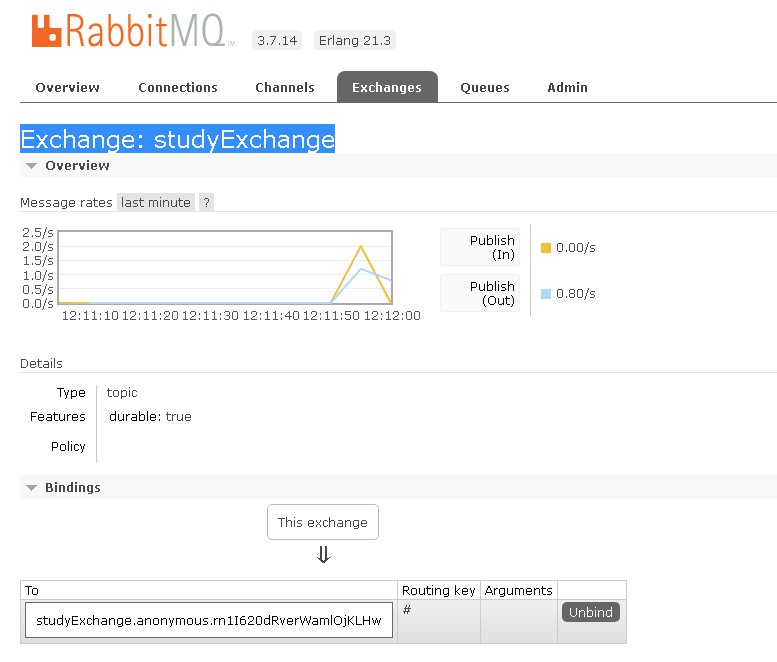 RabbitMQ TM 3.7.14 Erlang 21.3
Overview Connections Channels Exchanges Queues Admin
Exchange: studyExchange
Overview
Message rates last minute ?
2.5/s
2.0/s
1.5/s
1.0/s
0.5/s
0.0/s
12:11:10 12:11:20 12:11:30 12:11:40 12:11:50 12:12:00
Publish
(In)
0.00/s
Publish
(Out)
0.80/s
Details
Type topic
Features durable: true
Policy
Bindings
This exchange
⇓
To Routing key Arguments
studyExchange.anonymous.rn1I620dRverWamlOjKLHw # Unbind